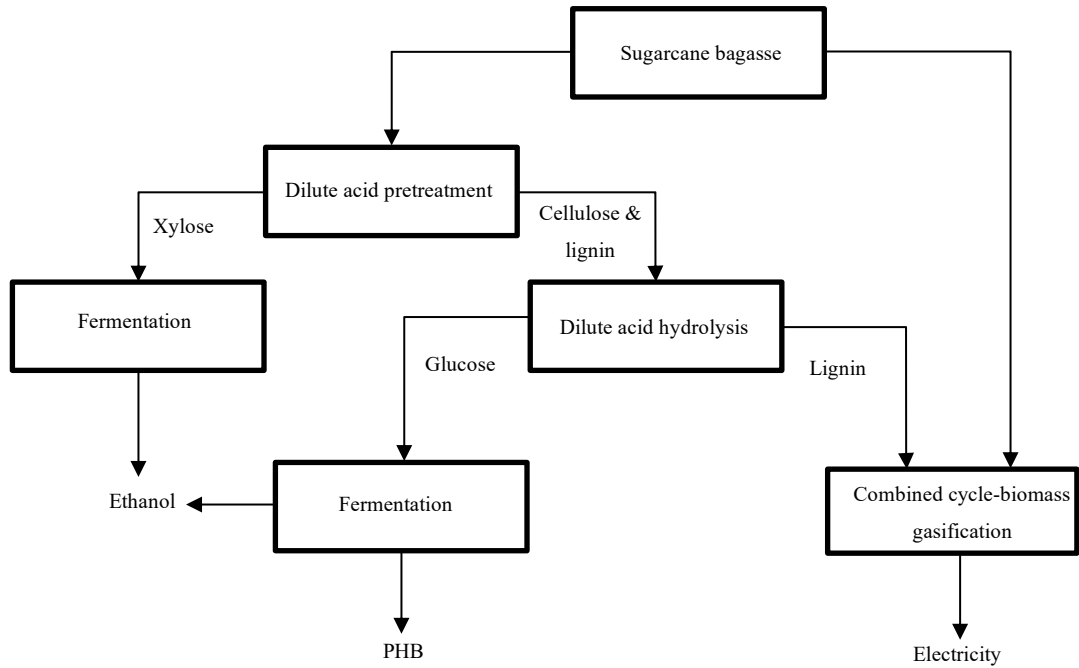 Sugarcane bagasse
Dilute acid pretreatment
Xylose
Cellulose &
lignin
Fermentation
Dilute acid hydrolysis
Glucose
Lignin
Ethanol
Fermentation
Combined cycle-biomass
gasification
PHB
Electricity